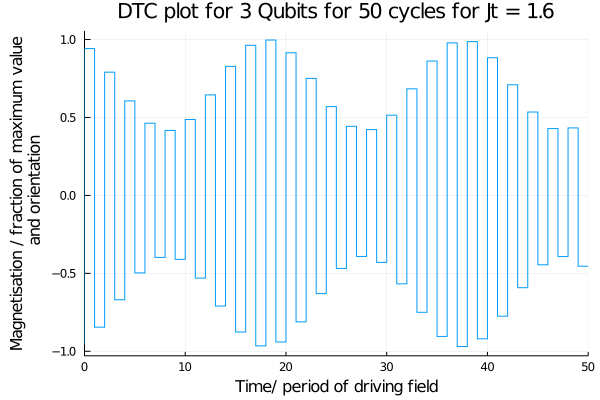 DTC plot for 3 Qubits for 50 cycles for Jt = 1.6
Magnetisation / fraction of maximum value
and orientation
1.0
0.5
0.0
−0.5
−1.0
0 10 20 30 40 50
Time/ period of driving field